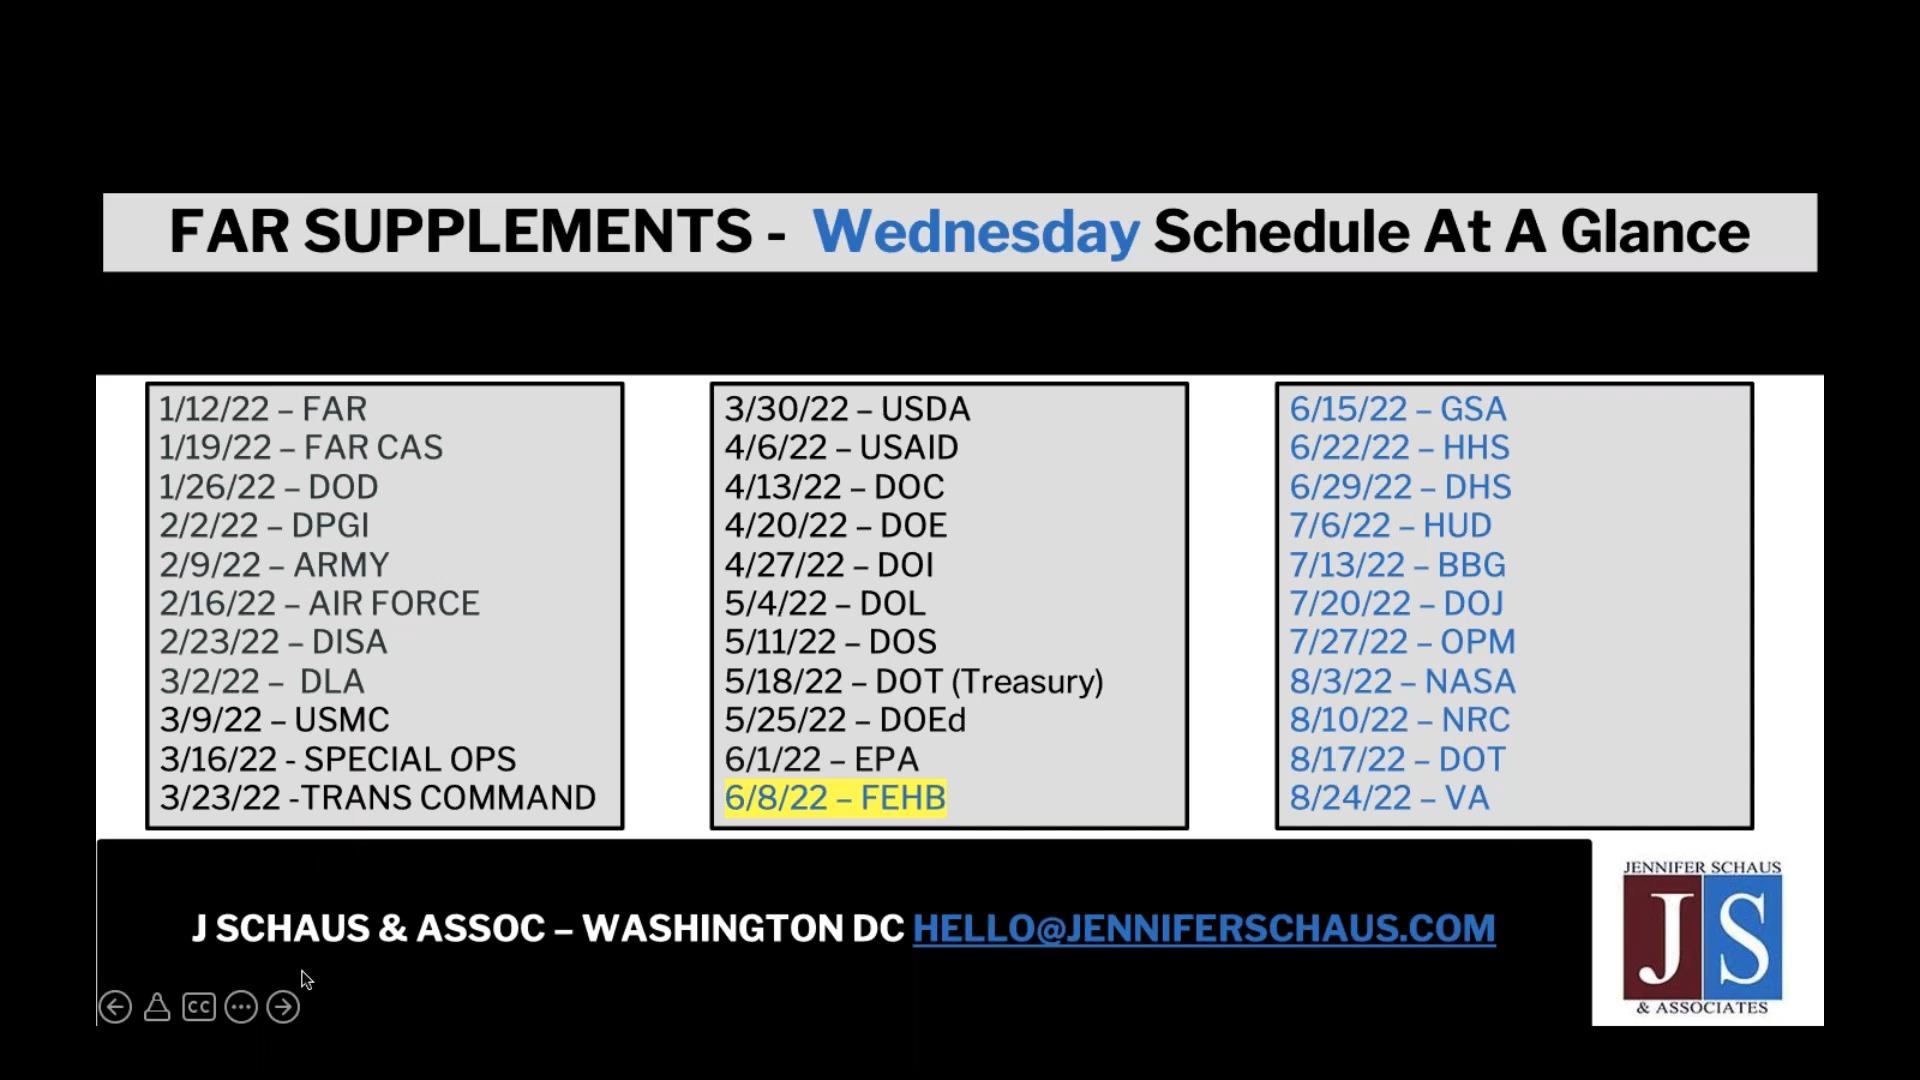 FAR SUPPLEMENTS - Wednesday Schedule At A Glance
1/12/22 – FAR
1/19/22 – FAR CAS
1/26/22 – DOD
2/2/22 – DPGI
2/9/22 – ARMY
2/16/22 – AIR FORCE
2/23/22 – DISA
3/2/22 – DLA
3/9/22 – USMC
3/16/22 - SPECIAL OPS
3/23/22 -TRANS COMMAND
3/30/22 – USDA
4/6/22 – USAID
4/13/22 – DOC
4/20/22 – DOE
4/27/22 – DOI
5/4/22 – DOL
5/11/22 – DOS
5/18/22 – DOT (Treasury)
5/25/22 – DOEd
6/1/22 – EPA
6/8/22 – FEHB
6/15/22 – GSA
6/22/22 – HHS
6/29/22 – DHS
7/6/22 – HUD
7/13/22 – BBG
7/20/22 – DOJ
7/27/22 – OPM
8/3/22 – NASA
8/10/22 – NRC
8/17/22 – DOT
8/24/22 – VA
J SCHAUS & ASSOC – WASHINGTON DC HELLO@JENNIFERSCHAUS.COM
JENNIFER SCHAUS
JS
& ASSOCIATES
CC